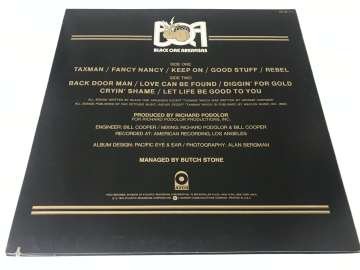 BOA
BLACK OAK ARKANSAS
SIDE ONE
TAXMAN / FANCY NANCY / KEEP ON / GOOD STUFF / REBEL
SIDE TWO
BACK DOOR MAN / LOVE CAN BE FOUND / DIGGIN' FOR GOLD
CRYIN' SHAME / LET LIFE BE GOOD TO YOU
PRODUCED BY RICHARD PODOLOR
FOR RICHARD PODOLOR PRODUCTIONS, INC.
ENGINEER: BILL COOPER / MIXING: RICHARD PODOLOR & BILL COOPER
RECORDED AT: AMERICAN RECORDING, LOS ANGELES
ALBUM DESIGN: PACIFIC EYE & EAR / PHOTOGRAPHY: ALAN BERGMAN
MANAGED BY BUTCH STONE
ATCO